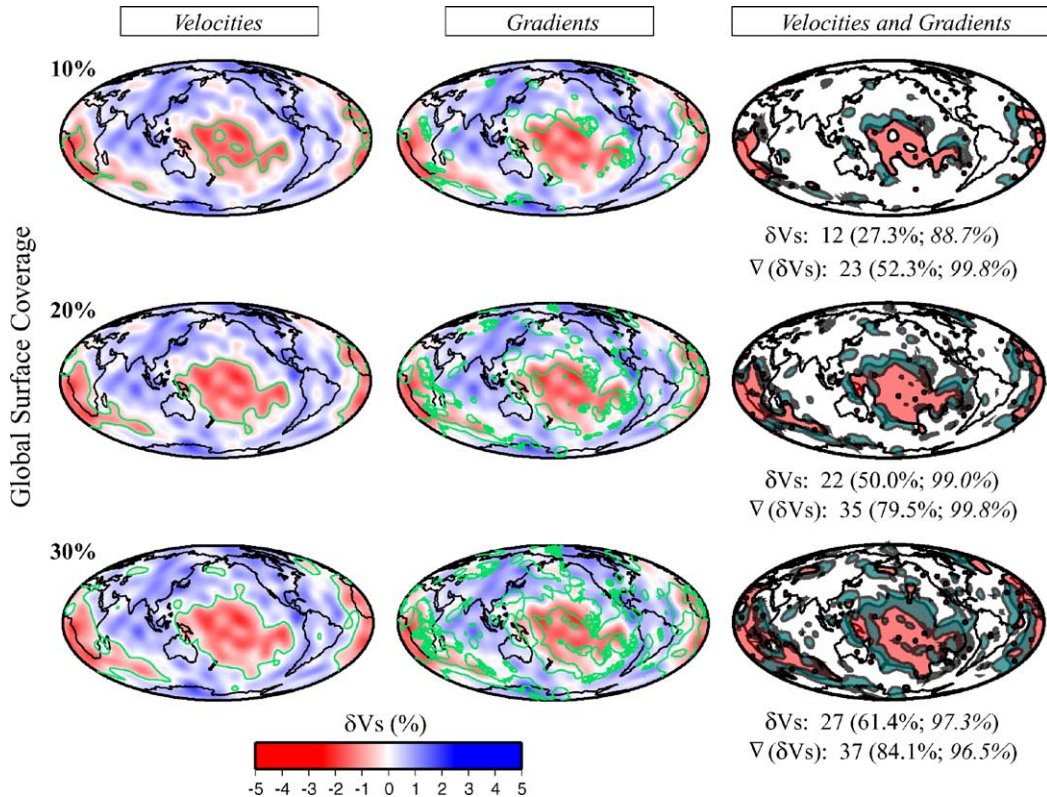 Velocities
Gradients
Velocities and Gradients
Global Surface Coverage
10%
δVs: 12 (27.3%; 88.7%)
∇(δVs): 23 (52.3%; 99.8%)
20%
δVs: 22 (50.0%; 99.0%)
∇(δVs): 35 (79.5%; 99.8%)
30%
δVs: 27 (61.4%; 97.3%)
∇(δVs): 37 (84.1%; 96.5%)
δVs (%)
-5 -4 -3 -2 -1 0 1 2 3 4 5